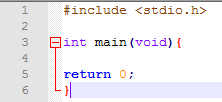 1 #include <stdio.h>
2
3 int main(void){
4
5 return 0;
6 }